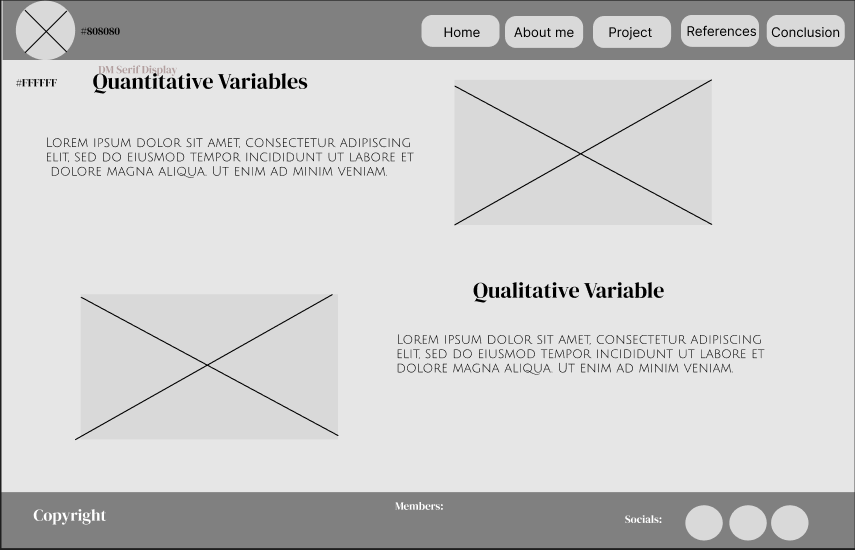 #808080
Home
About me
Project
References
Conclusion
DM Serif Display
#FFFFFF
Quantitative Variables
Lorem ipsum dolor sit amet, consectetur adipiscing
elit, sed do eiusmod tempor incididunt ut labore et
dolore magna aliqua. Ut enim ad minim veniam.
Qualitative Variable
Lorem ipsum dolor sit amet, consectetur adipiscing
elit, sed do eiusmod tempor incididunt ut labore et
dolore magna aliqua. Ut enim ad minim veniam.
Copyright
Members:
Socials: